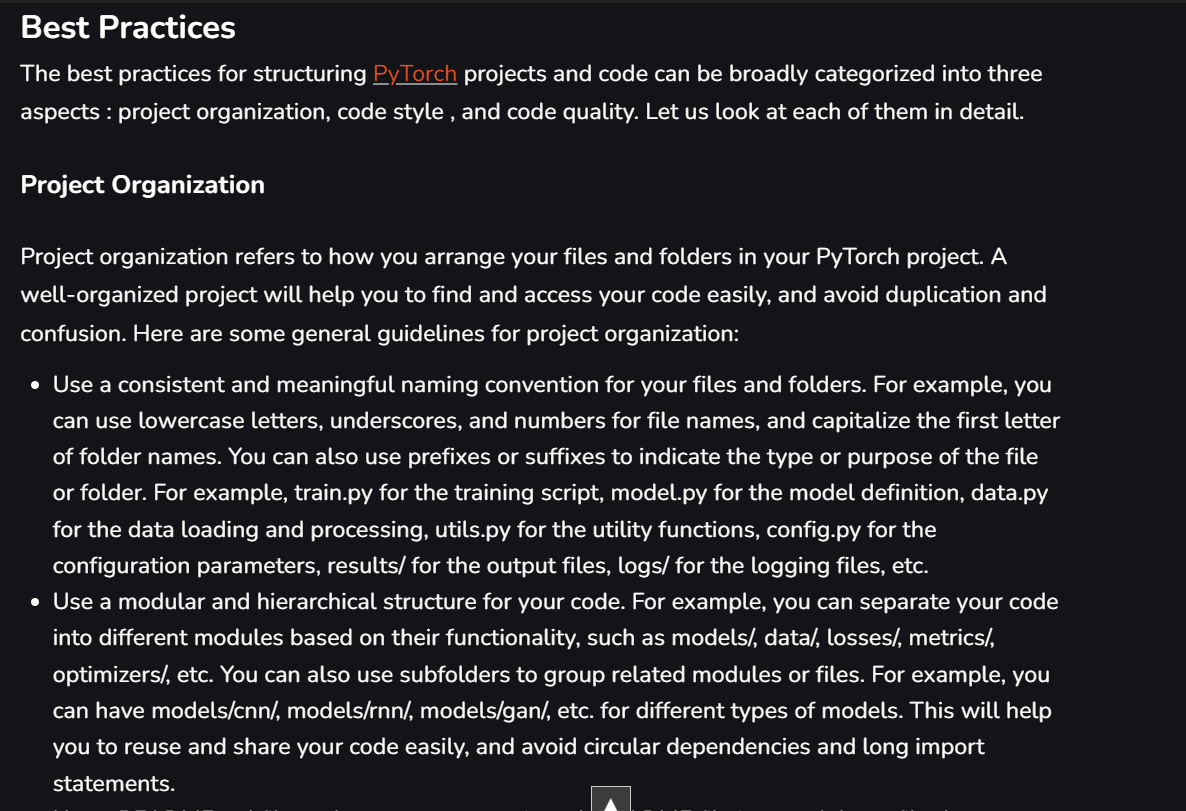 Best Practices
The best practices for structuring PyTorch projects and code can be broadly categorized into three
aspects : project organization, code style , and code quality. Let us look at each of them in detail.
Project Organization
Project organization refers to how you arrange your files and folders in your PyTorch project. A
well-organized project will help you to find and access your code easily, and avoid duplication and
confusion. Here are some general guidelines for project organization:
• Use a consistent and meaningful naming convention for your files and folders. For example, you
can use lowercase letters, underscores, and numbers for file names, and capitalize the first letter
of folder names. You can also use prefixes or suffixes to indicate the type or purpose of the file
or folder. For example, train.py for the training script, model.py for the model definition, data.py
for the data loading and processing, utils.py for the utility functions, config.py for the
configuration parameters, results/ for the output files, logs/ for the logging files, etc.
• Use a modular and hierarchical structure for your code. For example, you can separate your code
into different modules based on their functionality, such as models/, data/, losses/, metrics/,
optimizers/, etc. You can also use subfolders to group related modules or files. For example, you
can have models/cnn/, models/rnn/, models/gan/, etc. for different types of models. This will help
you to reuse and share your code easily, and avoid circular dependencies and long import
statements.